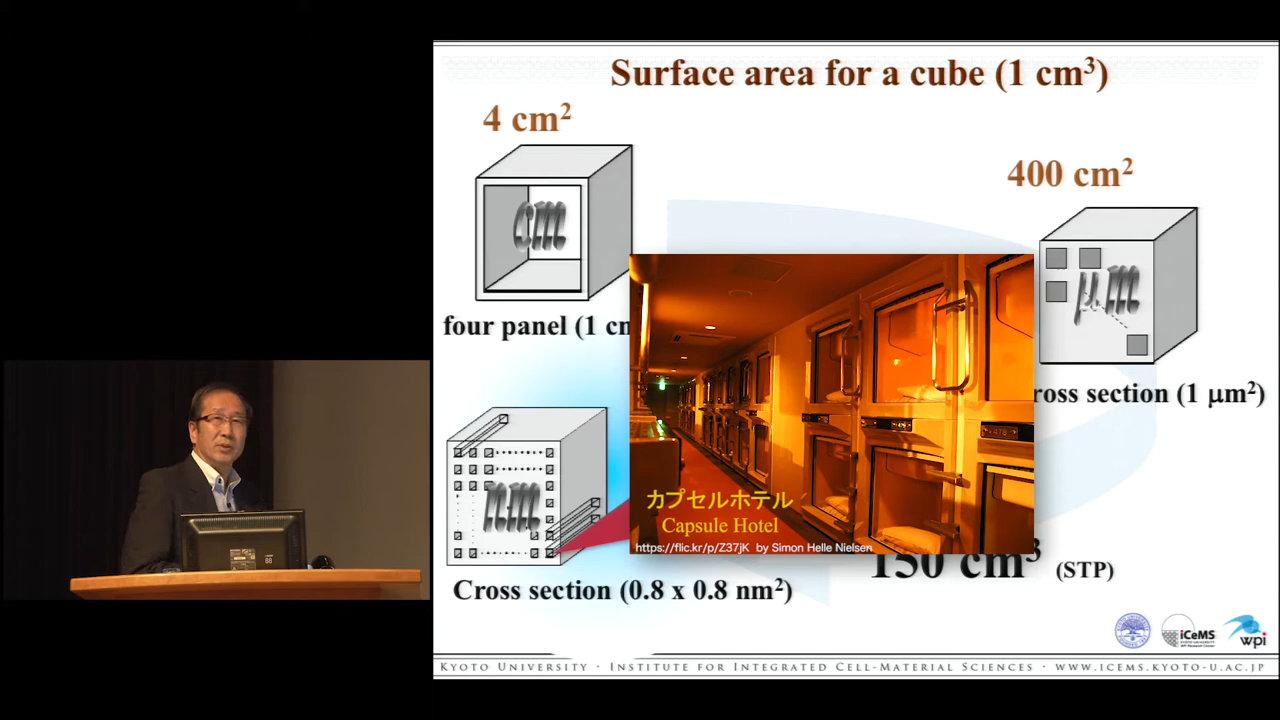 Surface area for a cube (1 cm³)
4 cm²
cm
four panel (1 cm
400 cm²
μm
ross section (1 μm²)
nm
Cross section (0.8 x 0.8 nm²)
カプセルホテル
Capsule Hotel
https://flic.kr/p/Z37jK by Simon Helle Nielsen
150 cm³ (STP)
iCeMS
wpi
KYOTO UNIVERSITY · INSTITUTE FOR INTEGRATED CELL-MATERIAL SCIENCES · WWW.ICEMS.KYOTO-U.AC.JP